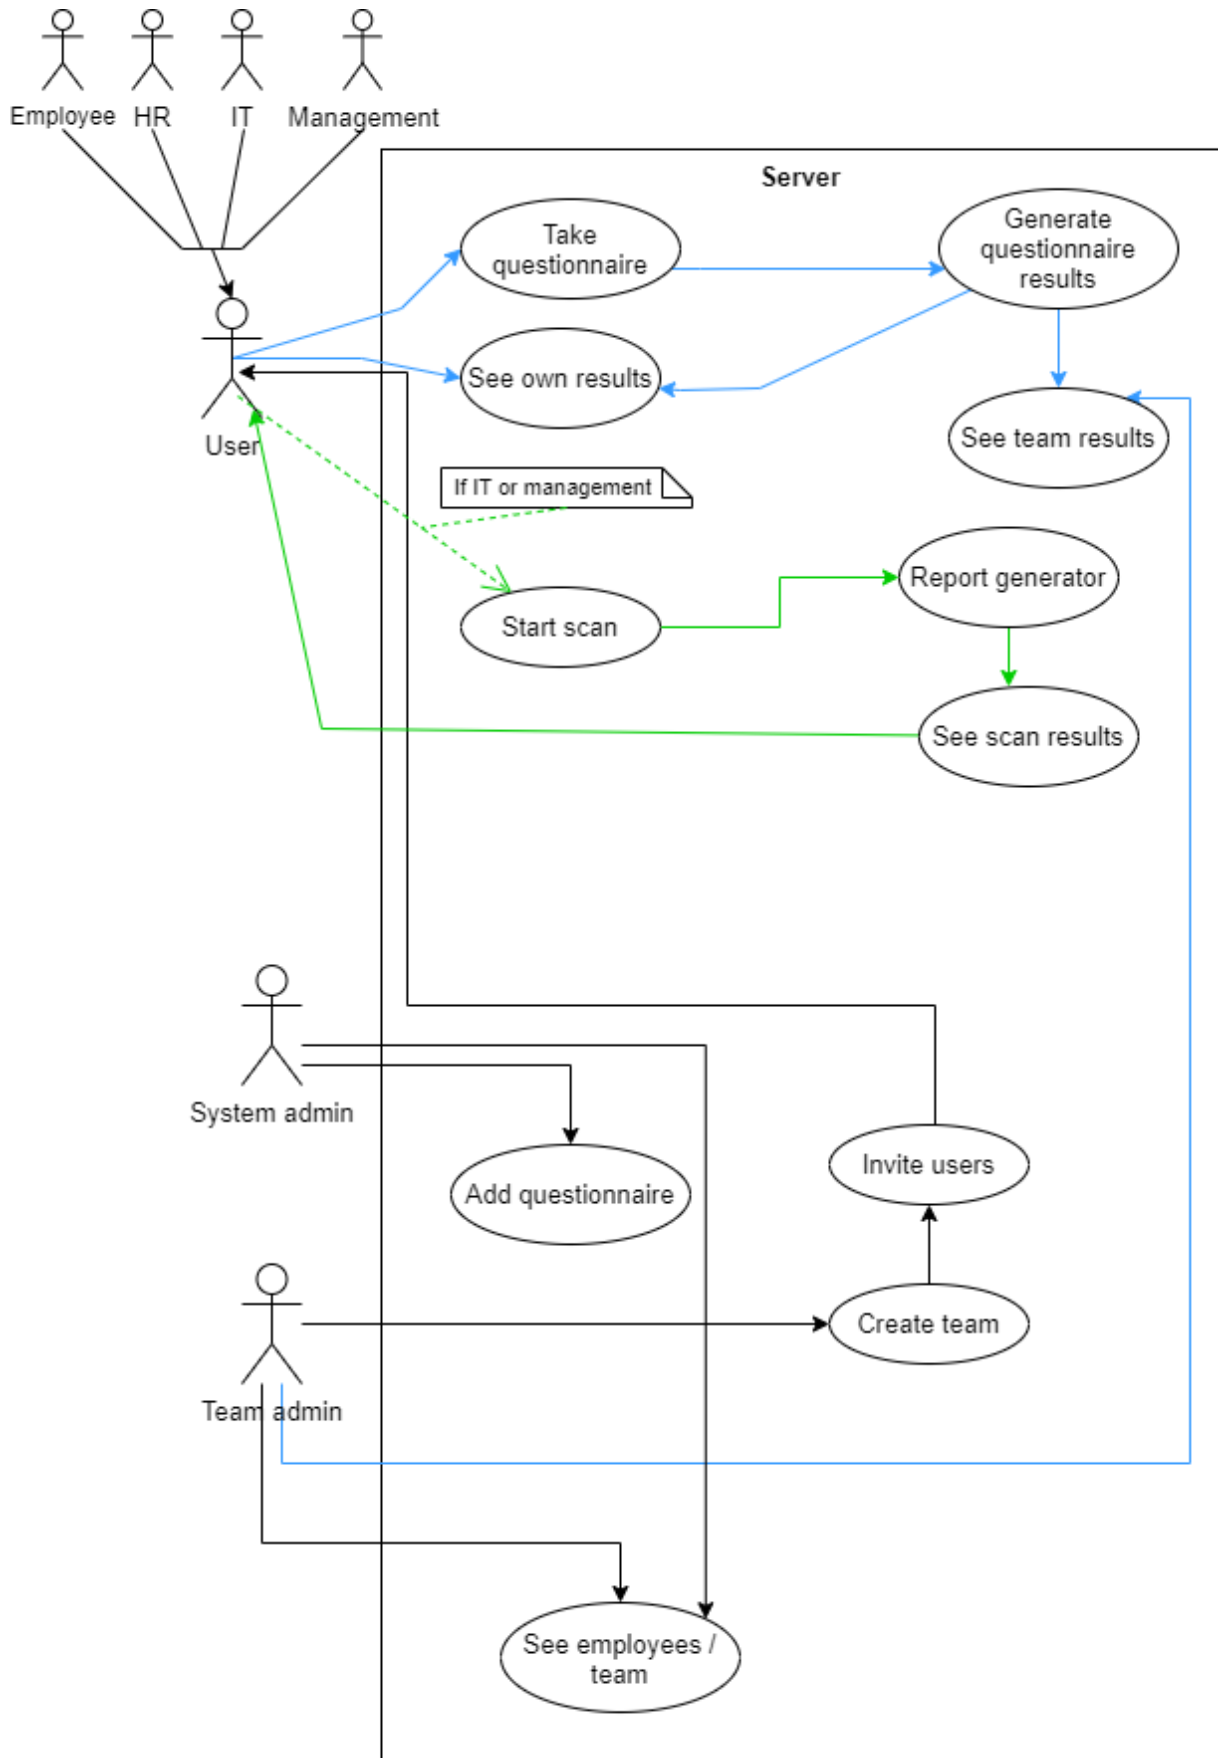 Employee
HR
IT
Management
Server
Take
questionnaire
Generate
questionnaire
results
See own results
User
See team results
If IT or management
Report generator
Start scan
See scan results
System admin
Invite users
Add questionnaire
Create team
Team admin
See employees /
team